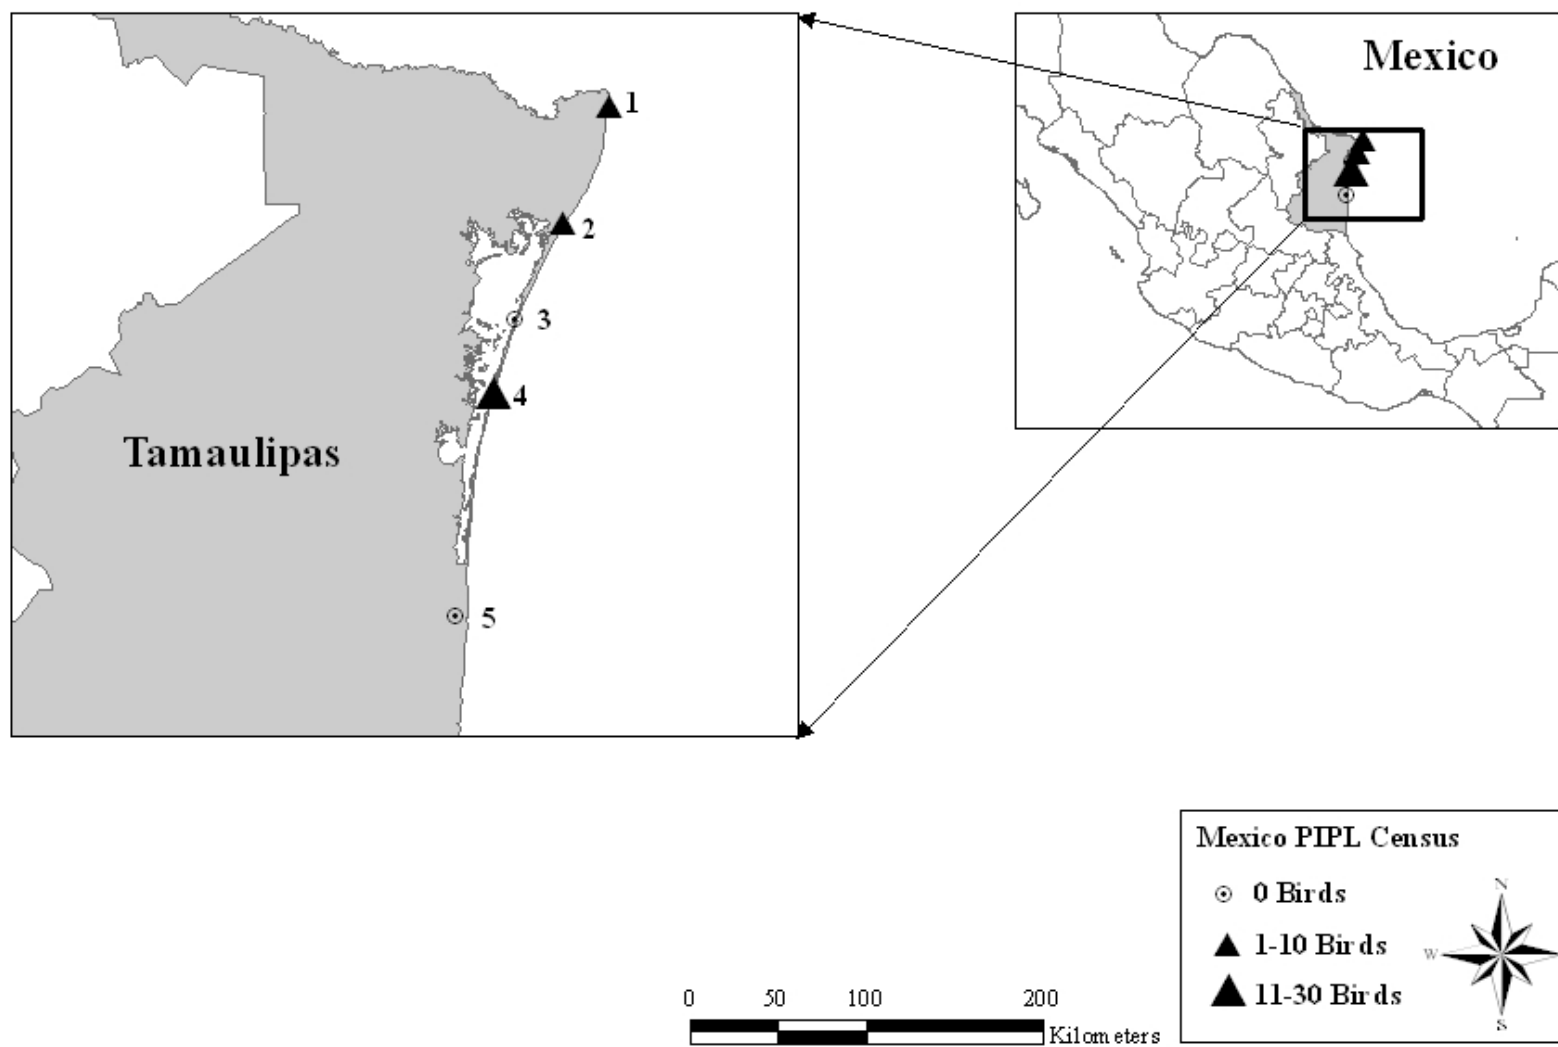 Mexico
1
2
3
4
Tamaulipas
5
Mexico PIPL Census
N
0 Birds
1-10 Birds
W
11-30 Birds
S
0 50 100 200
Kilometers